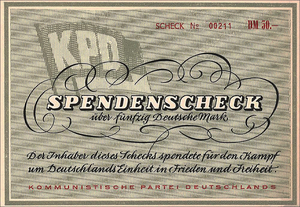 KPD
SCHECK № 00211 DM 50.
SPENDENSCHECK
über fünfzig Deutsche Mark.
Der Inhaber dieses Schecks spendete für den Kampf
um Deutschlands Einheit in Frieden und Freiheit.
KOMMUNISTISCHE PARTEI DEUTSCHLANDS